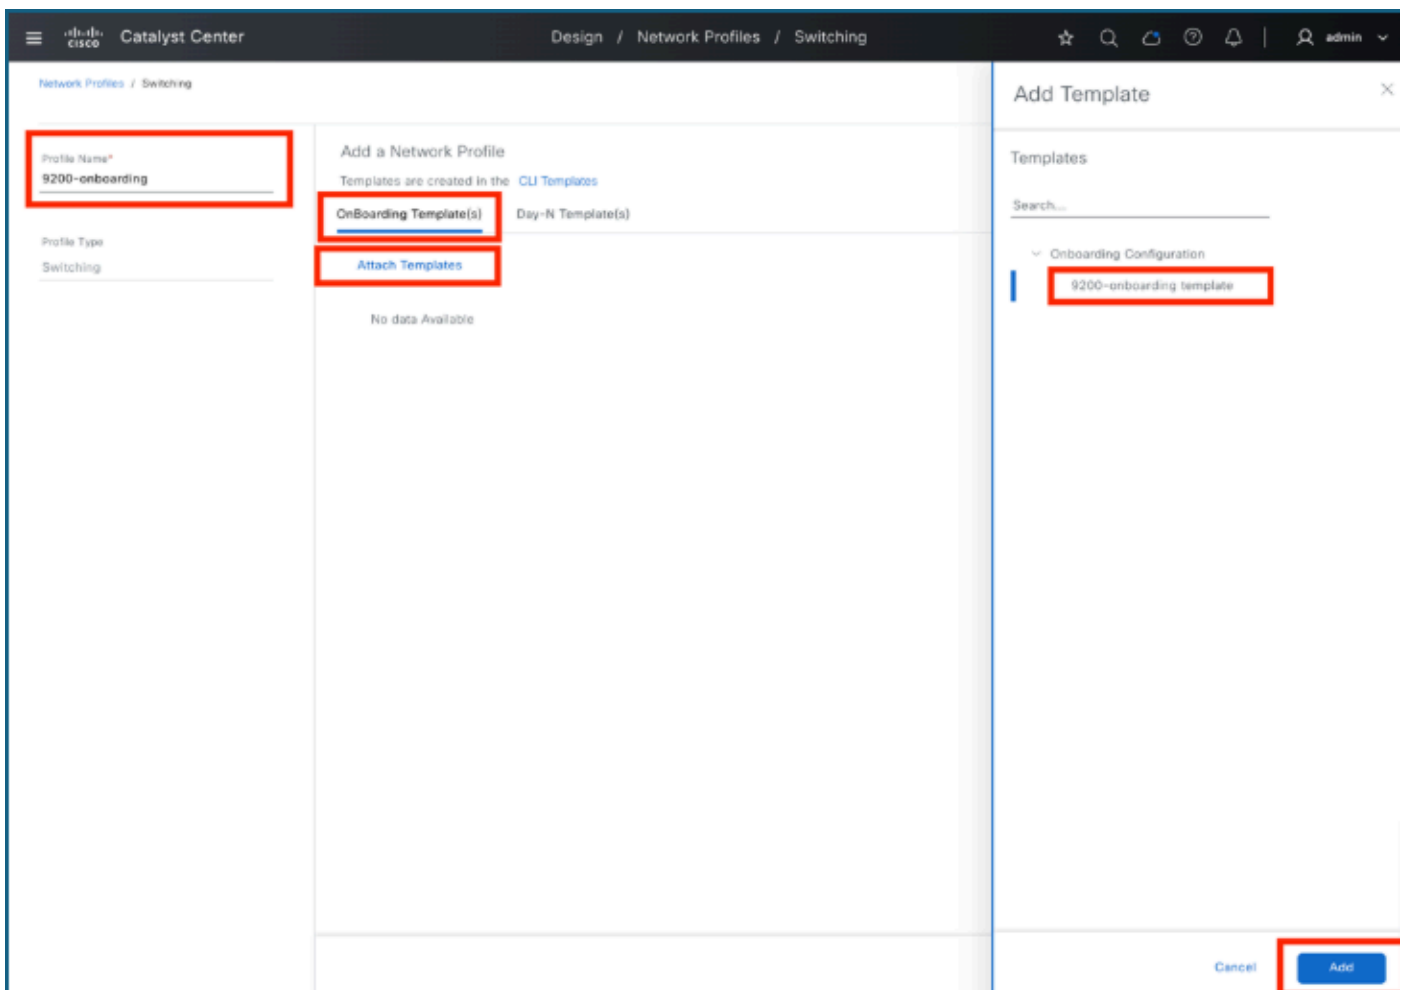 CISCO Catalyst Center
Design / Network Profiles / Switching
admin
Network Profiles / Switching
Profile Name*
9200-onboarding
Profile Type
Switching
Add a Network Profile
Templates are created in the CLI Templates
OnBoarding Template(s) Day-N Template(s)
Attach Templates
No data Available
Add Template
Templates
Search...
Onboarding Configuration
9200-onboarding template
Cancel Add